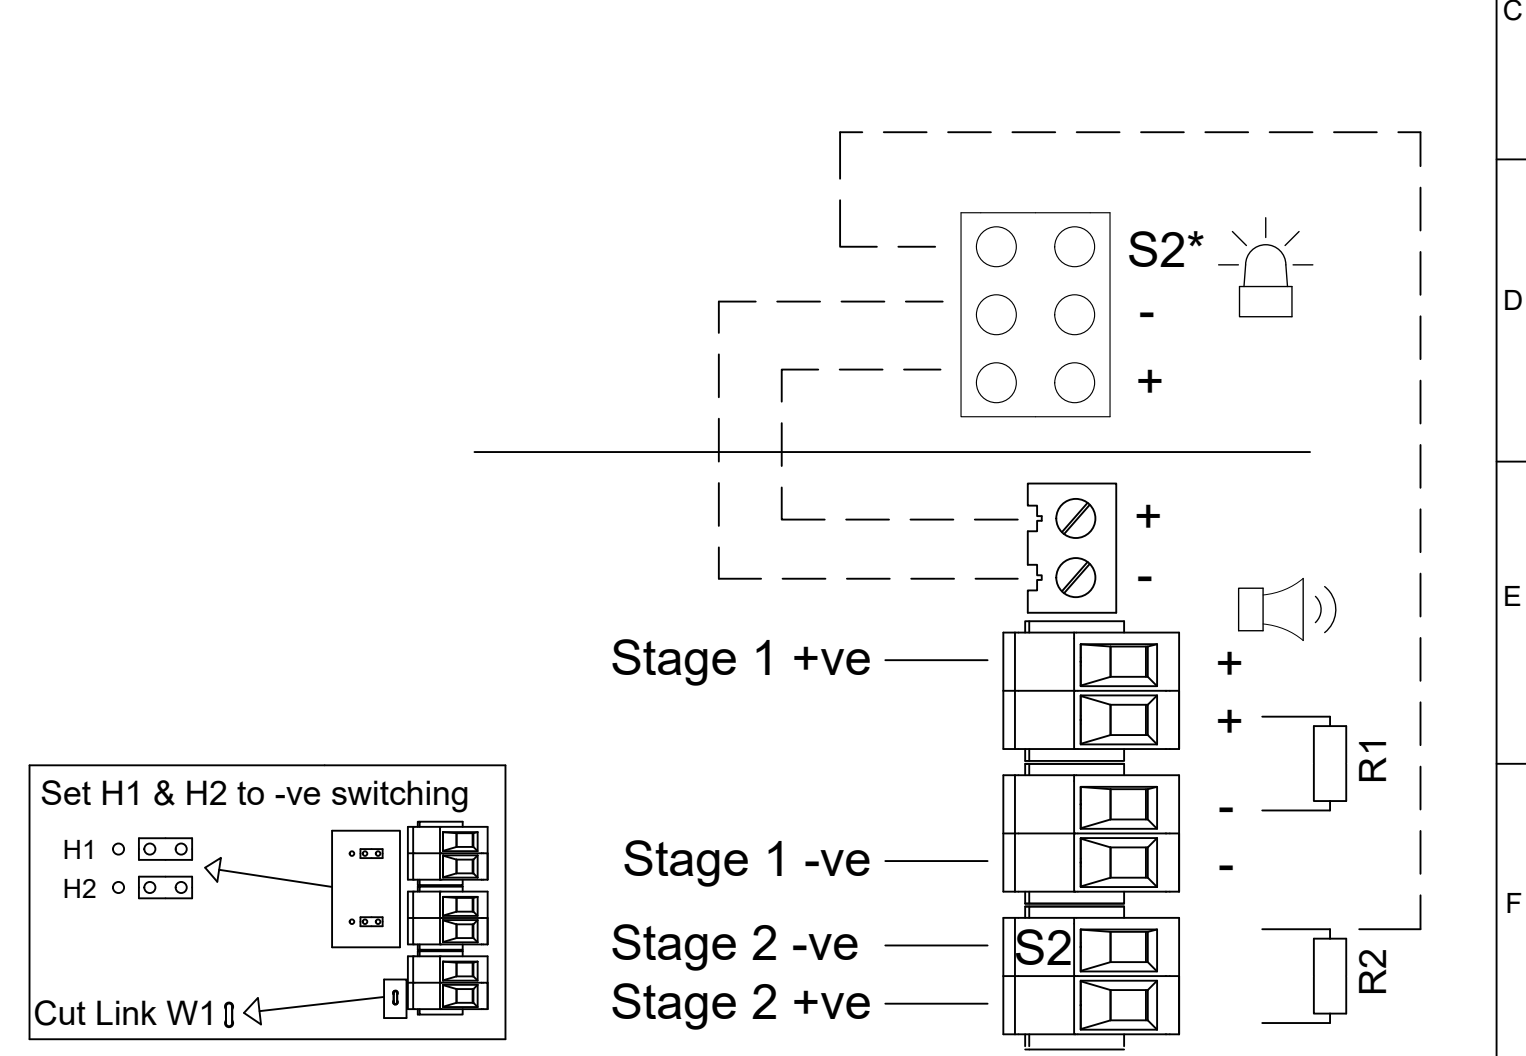 C
S2*
-
D
+
+
-
E
Stage 1 +ve
+
+
R1
Set H1 & H2 to -ve switching
-
H1
Stage 1 -ve
-
H2
F
Stage 2 -ve
S2
R2
Stage 2 +ve
Cut Link W1